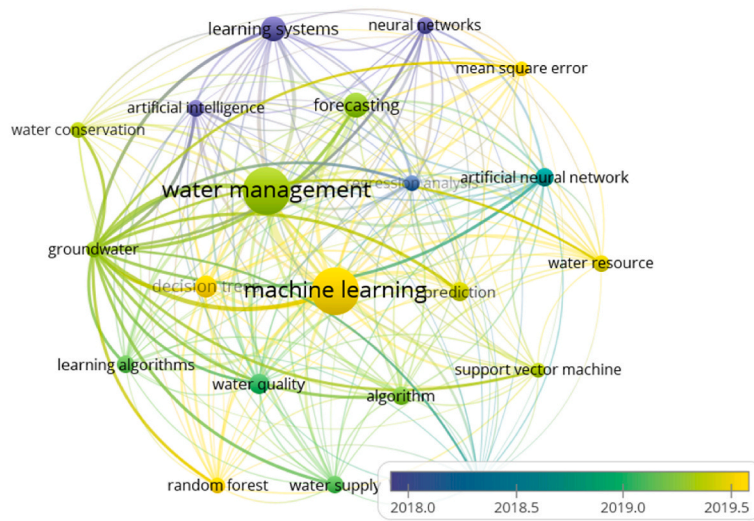 learning systems
neural networks
mean square error
artificial intelligence
forecasting
water conservation
water management
regression analysis
artificial neural network
groundwater
water resource
decision trees
machine learning
prediction
learning algorithms
water quality
algorithm
support vector machine
random forest
water supply
2018.0
2018.5
2019.0
2019.5